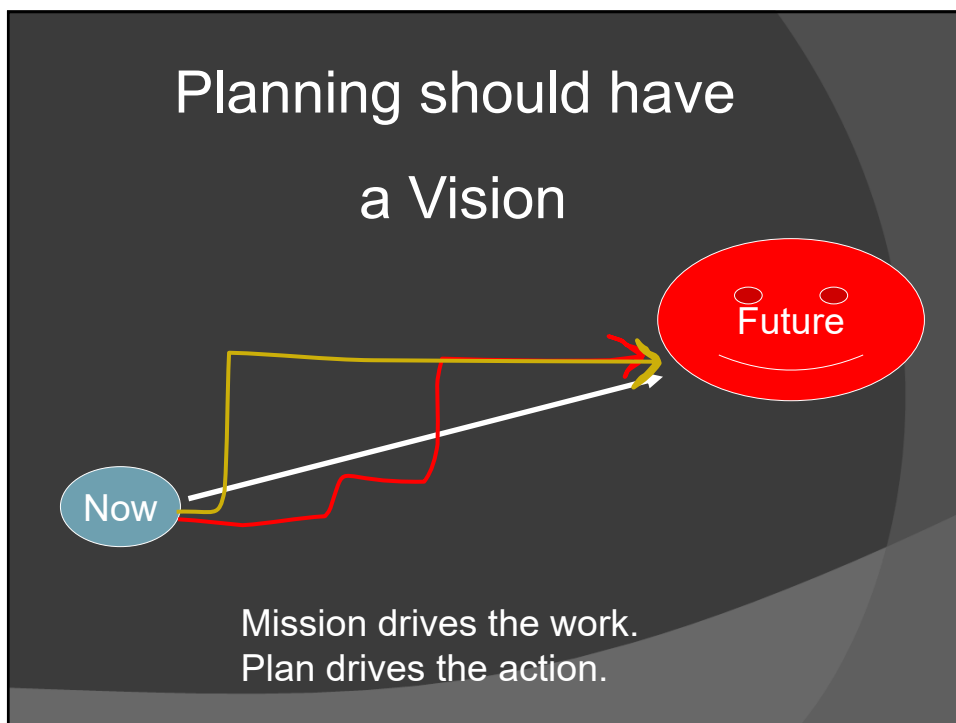 Planning should have
a Vision
Future
Now
Mission drives the work.
Plan drives the action.